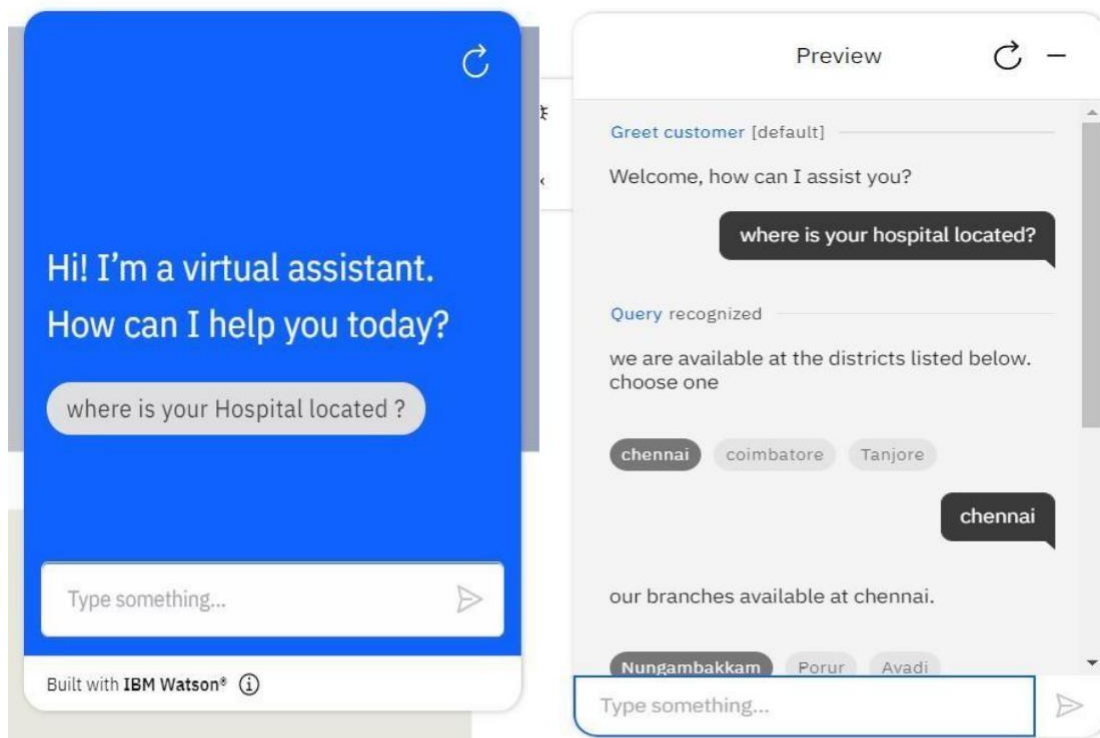 Hi! I'm a virtual assistant.
How can I help you today?
where is your Hospital located ?
Type something...
Built with IBM Watson®
Preview
Greet customer [default]
Welcome, how can I assist you?
where is your hospital located?
Query recognized
we are available at the districts listed below.
choose one
chennai coimbatore Tanjore
chennai
our branches available at chennai.
Nungambakkam Porur Avadi
Type something...